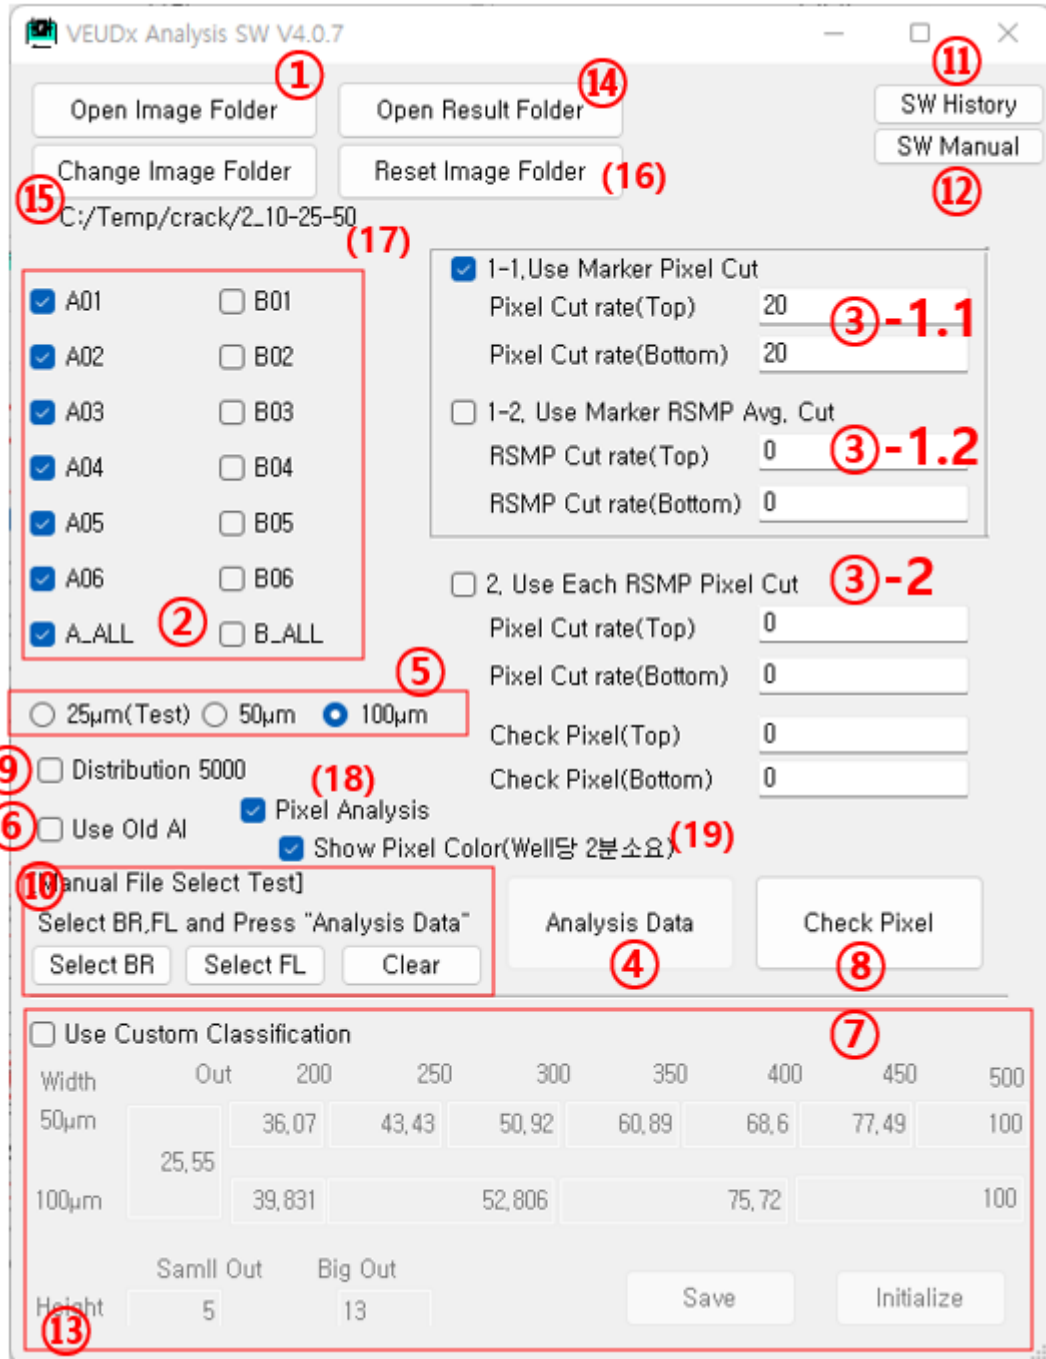 VEUDx Analysis SW V4.0.7
①
⑭
⑪
Open Image Folder
Open Result Folder
SW History
Change Image Folder
Reset Image Folder
(16)
SW Manual
⑫
⑮
C:/Temp/crack/2_10-25-50
(17)
A01
B01
A02
B02
A03
B03
A04
B04
A05
B05
A06
B06
A_ALL
②
B_ALL
1-1,Use Marker Pixel Cut
Pixel Cut rate(Top) 20
③-1.1
Pixel Cut rate(Bottom) 20
1-2, Use Marker RSMP Avg, Cut
RSMP Cut rate(Top) 0
③-1.2
RSMP Cut rate(Bottom) 0
2, Use Each RSMP Pixel Cut
③-2
Pixel Cut rate(Top) 0
Pixel Cut rate(Bottom) 0
Check Pixel(Top) 0
Check Pixel(Bottom) 0
⑤
25μm(Test) 50μm 100μm
⑨
Distribution 5000
(18)
Pixel Analysis
⑥
Use Old AI
Show Pixel Color(Well당 2분소요)
(19)
⑩
[Manual File Select Test]
Select BR,FL and Press "Analysis Data"
Select BR
Select FL
Clear
Analysis Data
④
Check Pixel
⑧
⑦
Use Custom Classification
Width Out 200 250 300 350 400 450 500
50μm 36,07 43,43 50,92 60,89 68,6 77,49 100
25,55
100μm 39,831 52,806 75,72 100
Samll Out Big Out
Height 5 13
Save
Initialize
⑬